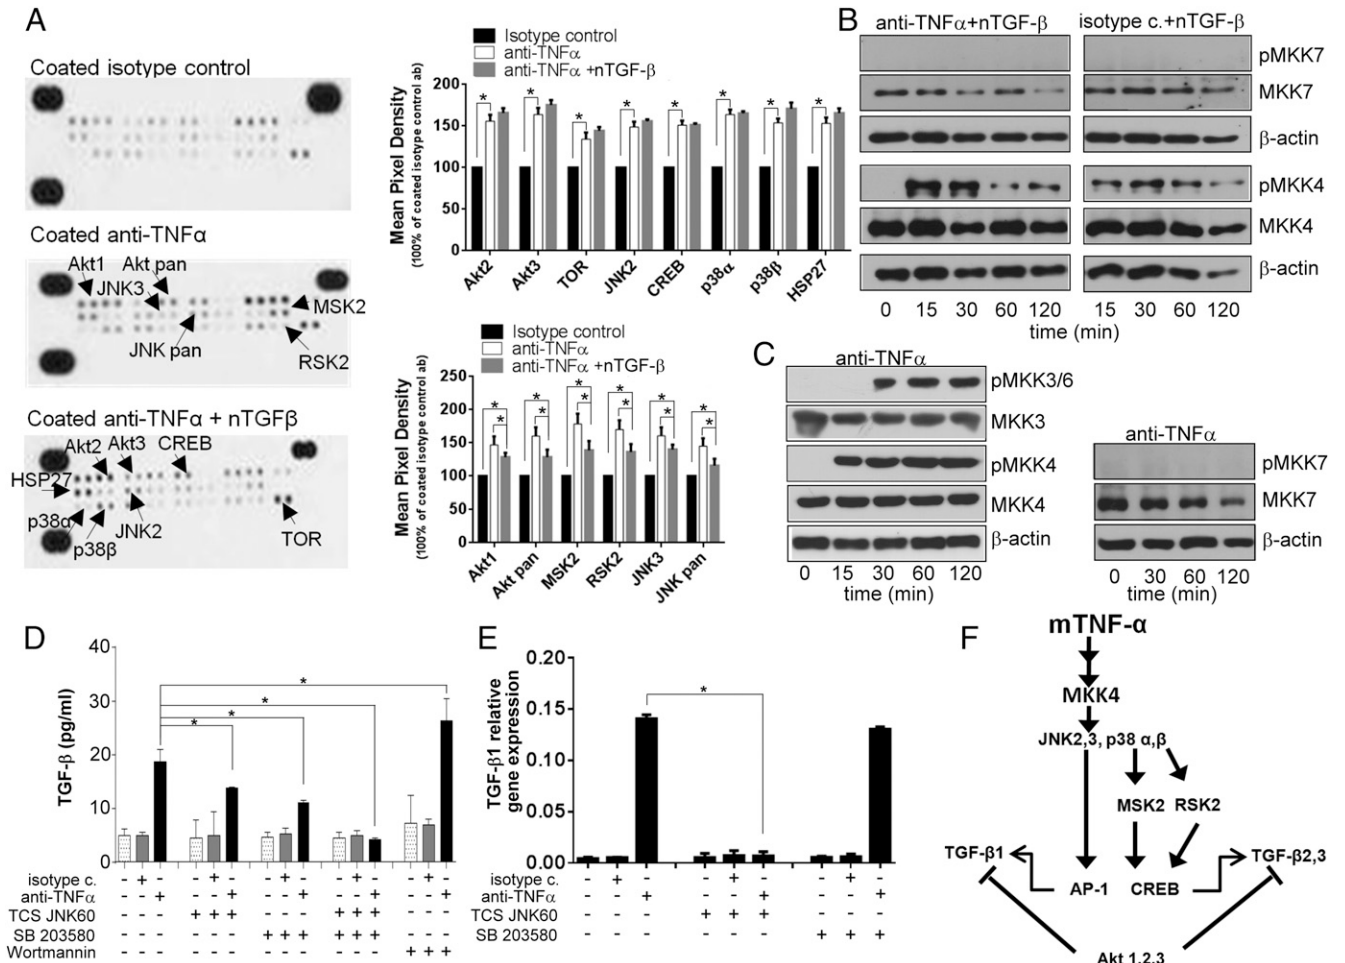 A
Coated isotype control
Coated anti-TNFα
Akt1
Akt pan
JNK3
MSK2
JNK pan
RSK2
Coated anti-TNFα + nTGFβ
Akt2
Akt3
CREB
HSP27
p38α
p38β
JNK2
TOR
Isotype control
anti-TNFα
anti-TNFα +nTGF-β
Mean Pixel Density
(100% of coated isotype control ab)
200
150
100
50
0
* * * * * * * *
Akt2 Akt3 TOR JNK2 CREB p38α p38β HSP27
Isotype control
anti-TNFα
anti-TNFα +nTGF-β
Mean Pixel Density
(100% of coated isotype control ab)
250
200
150
100
50
0
* * * * * *
* * * * * *
Akt1 Akt pan MSK2 RSK2 JNK3 JNK pan
B
anti-TNFα+nTGF-β
isotype c.+nTGF-β
pMKK7
MKK7
β-actin
pMKK4
MKK4
β-actin
0 15 30 60 120 0 15 30 60 120
time (min)
C
anti-TNFα
pMKK3/6
MKK3
pMKK4
MKK4
β-actin
0 15 30 60 120
time (min)
anti-TNFα
pMKK7
MKK7
β-actin
0 30 60 120
time (min)
D
TGF-β (pg/ml)
40
30
20
10
0
*
*
*
*
isotype c. - + - - + - - + - - + - - + -
anti-TNFα - - + - - + - - + - - + - - +
TCS JNK60 - - - + + + - - - + + + - - -
SB 203580 - - - - - - + + + + + + - - -
Wortmannin - - - - - - - - - - - - + + +
E
TGF-β1 relative
gene expression
0.20
0.15
0.10
0.05
0.00
*
isotype c. - + - - + - - + -
anti-TNFα - - + - - + - - +
TCS JNK60 - - - + + + - - -
SB 203580 - - - - - - + + +
F
mTNF-α
MKK4
JNK2,3, p38 α,β
MSK2 RSK2
TGF-β1
TGF-β2,3
AP-1 CREB
Akt 1,2,3